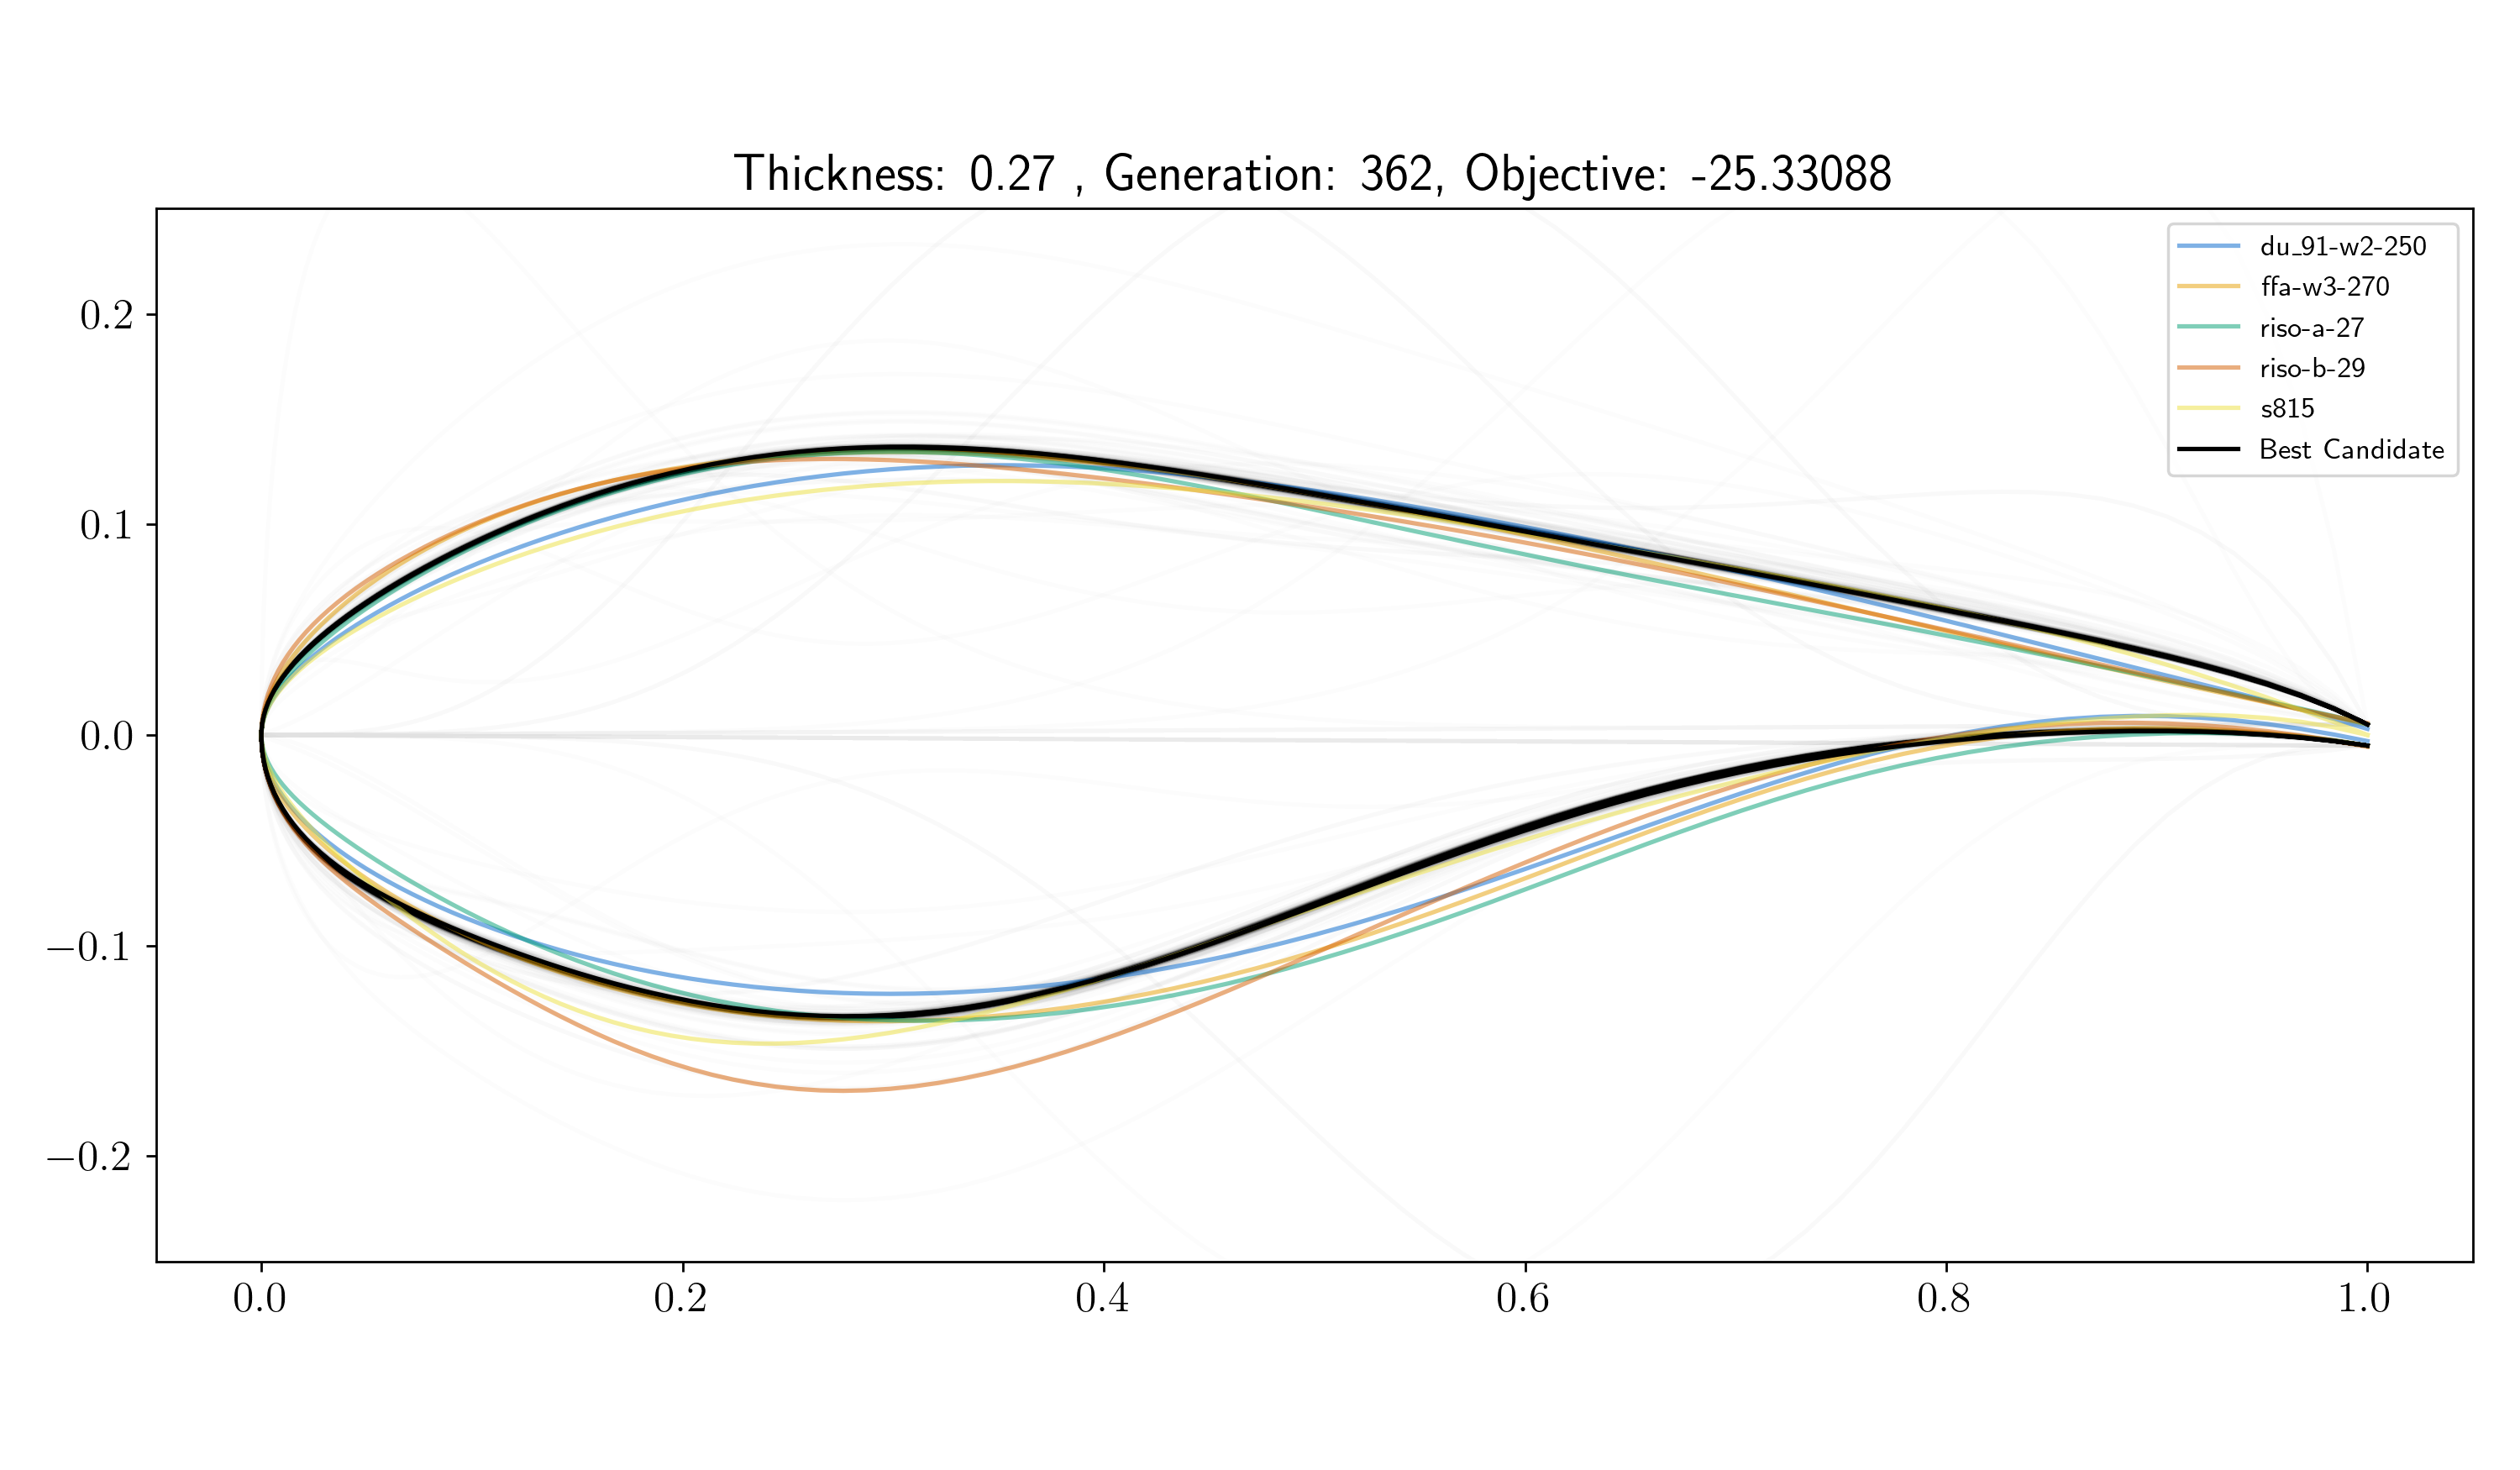 Thickness: 0.27 , Generation: 362, Objective: -25.33088
du_91-w2-250
ffa-w3-270
riso-a-27
riso-b-29
s815
Best Candidate
0.2
0.1
0.0
−0.1
−0.2
0.0 0.2 0.4 0.6 0.8 1.0